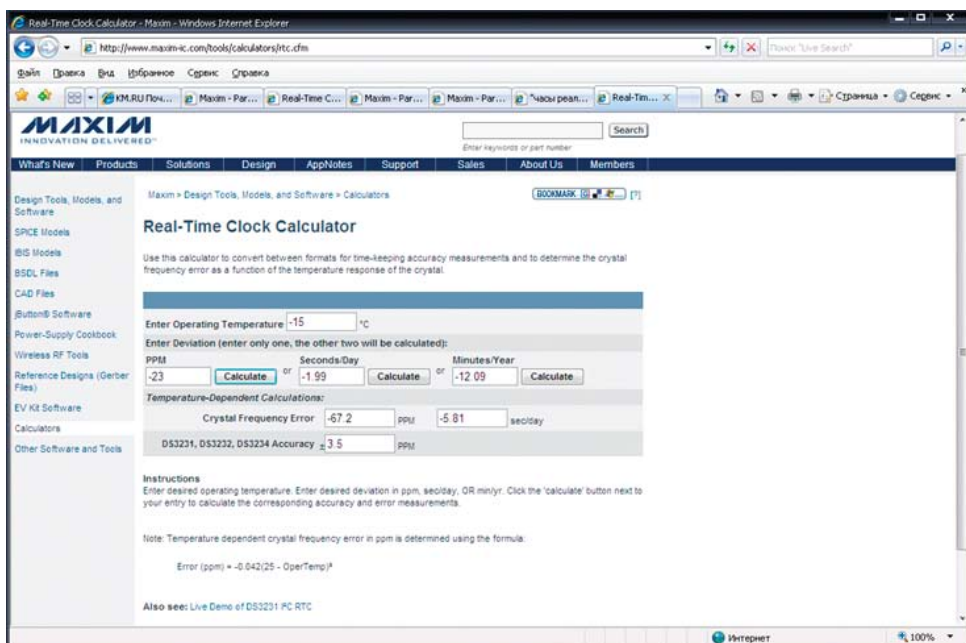 Real-Time Clock Calculator - Maxim - Windows Internet Explorer
http://www.maxim-ic.com/tools/calculators/rtc.cfm
Поиск "Live Search"
Файл Правка Вид Избранное Сервис Справка
KM.RU Поч... Maxim - Par... Real-Time C... Maxim - Par... Maxim - Par... "часы реал... Real-Tim... X Страница Сервис
MAXIM
INNOVATION DELIVERED™
Search
Enter keywords or part number
What's New Products Solutions Design AppNotes Support Sales About Us Members
Maxim > Design Tools, Models, and Software > Calculators
BOOKMARK [?]
Design Tools, Models, and
Software
SPICE Models
IBIS Models
BSDL Files
CAD Files
iButton® Software
Power-Supply Cookbook
Wireless RF Tools
Reference Designs (Gerber
Files)
EV Kit Software
Calculators
Other Software and Tools
Real-Time Clock Calculator
Use this calculator to convert between formats for time-keeping accuracy measurements and to determine the crystal
frequency error as a function of the temperature response of the crystal.
Enter Operating Temperature -15 °C
Enter Deviation (enter only one, the other two will be calculated):
PPM Seconds/Day Minutes/Year
-23 Calculate or -1.99 Calculate or -12.09 Calculate
Temperature-Dependent Calculations:
Crystal Frequency Error -67.2 PPM -5.81 sec/day
DS3231, DS3232, DS3234 Accuracy ±3.5 PPM
Instructions
Enter desired operating temperature. Enter desired deviation in ppm, sec/day, OR min/yr. Click the 'calculate' button next to
your entry to calculate the corresponding accuracy and error measurements.
Note: Temperature dependent crystal frequency error in ppm is determined using the formula:
Error (ppm) = -0.042(25 - OperTemp)²
Also see: Live Demo of DS3231 I²C RTC
Интернет 100%